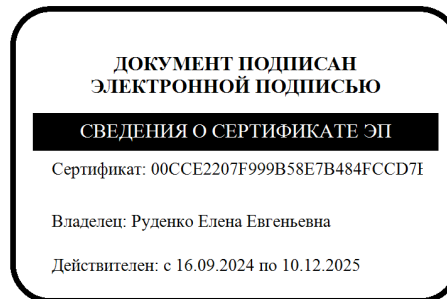 ДОКУМЕНТ ПОДПИСАН
ЭЛЕКТРОННОЙ ПОДПИСЬЮ
СВЕДЕНИЯ О СЕРТИФИКАТЕ ЭП
Сертификат: 00CCE2207F999B58E7B484FCCD7
Владелец: Руденко Елена Евгеньевна
Действителен: с 16.09.2024 по 10.12.2025